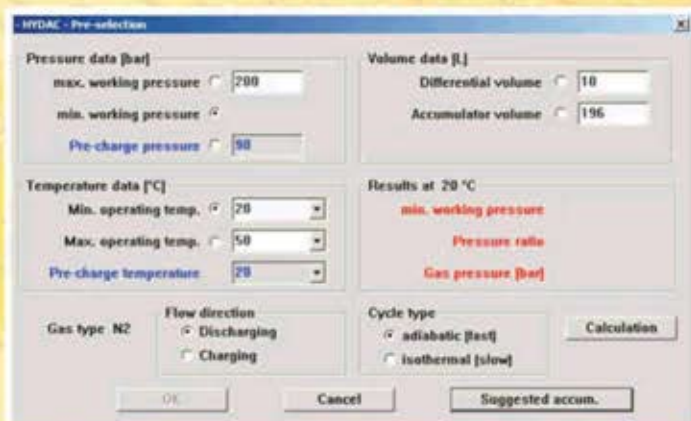 HYDAC - Pre-selection
Pressure data [bar]
max. working pressure 200
min. working pressure
Pre-charge pressure 90
Volume data [L]
Differential volume 10
Accumulator volume 196
Temperature data [°C]
Min. operating temp. 20
Max. operating temp. 50
Pre-charge temperature 20
Results at 20 °C
min. working pressure
Pressure ratio
Gas pressure [bar]
Gas type N2
Flow direction
Discharging
Charging
Cycle type
adiabatic [fast]
isothermal [slow]
Calculation
OK
Cancel
Suggested accum.